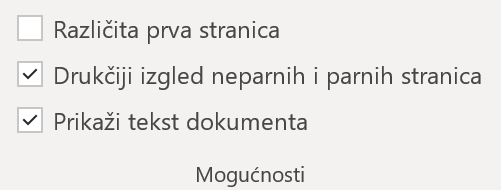 Različita prva stranica
Drukčiji izgled neparnih i parnih stranica
Prikaži tekst dokumenta
Mogućnosti